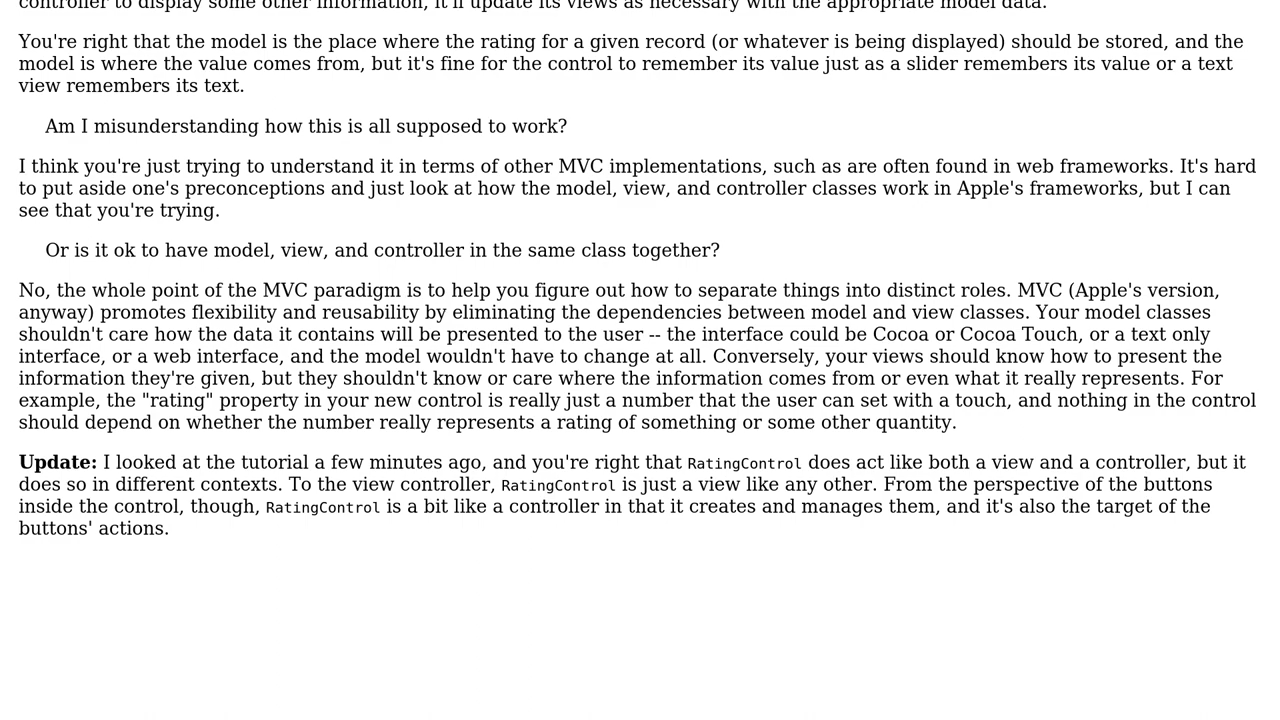 controller to display some other information, it'll update its views as necessary with the appropriate model data.
You're right that the model is the place where the rating for a given record (or whatever is being displayed) should be stored, and the
model is where the value comes from, but it's fine for the control to remember its value just as a slider remembers its value or a text
view remembers its text.
Am I misunderstanding how this is all supposed to work?
I think you're just trying to understand it in terms of other MVC implementations, such as are often found in web frameworks. It's hard
to put aside one's preconceptions and just look at how the model, view, and controller classes work in Apple's frameworks, but I can
see that you're trying.
Or is it ok to have model, view, and controller in the same class together?
No, the whole point of the MVC paradigm is to help you figure out how to separate things into distinct roles. MVC (Apple's version,
anyway) promotes flexibility and reusability by eliminating the dependencies between model and view classes. Your model classes
shouldn't care how the data it contains will be presented to the user -- the interface could be Cocoa or Cocoa Touch, or a text only
interface, or a web interface, and the model wouldn't have to change at all. Conversely, your views should know how to present the
information they're given, but they shouldn't know or care where the information comes from or even what it really represents. For
example, the "rating" property in your new control is really just a number that the user can set with a touch, and nothing in the control
should depend on whether the number really represents a rating of something or some other quantity.
Update: I looked at the tutorial a few minutes ago, and you're right that RatingControl does act like both a view and a controller, but it
does so in different contexts. To the view controller, RatingControl is just a view like any other. From the perspective of the buttons
inside the control, though, RatingControl is a bit like a controller in that it creates and manages them, and it's also the target of the
buttons' actions.